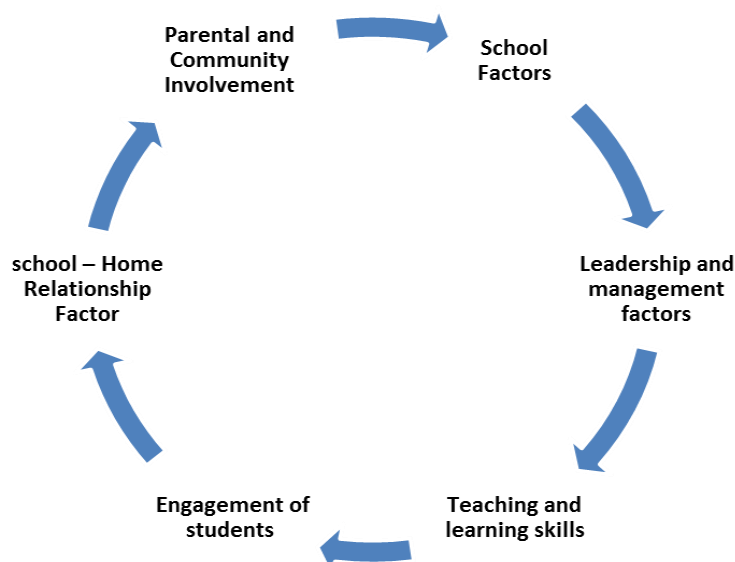 Parental and
Community
Involvement
School
Factors
Leadership and
management
factors
Teaching and
learning skills
Engagement of
students
school – Home
Relationship
Factor